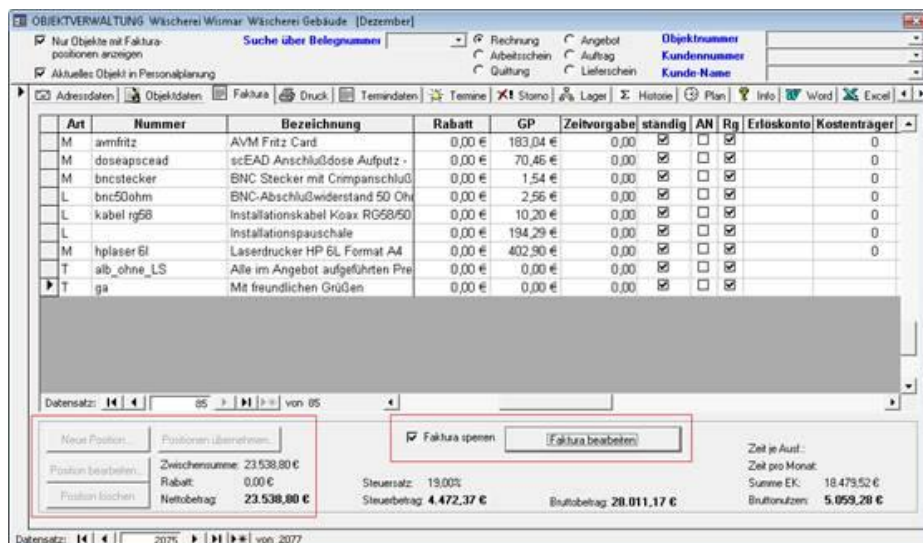 OBJEKTVERWALTUNG Wäscherei Wismar Wäscherei Gebäude [Dezember]
Nur Objekte mit Faktura-
positionen anzeigen
Aktuelles Objekt in Personalplanung
Suche über Belegnummer
Rechnung Angebot
Arbeitsschein Auftrag
Quittung Lieferschein
Objektnummer
Kundennummer
Kunde-Name
Adressdaten Objektdaten Faktura Druck Termindaten Termine Storno Lager Historie Plan Info Word Excel
Art Nummer Bezeichnung Rabatt GP Zeitvorgabe ständig AN Rg Erlöskonto Kostenträger
M avmfritz AVM Fritz Card 0,00 € 183,04 € 0,00 0
M doseapscead scEAD Anschlußdose Aufputz - 0,00 € 70,46 € 0,00 0
M bncstecker BNC Stecker mit Crimpanschluß 0,00 € 1,54 € 0,00 0
L bnc50ohm BNC-Abschlußwiderstand 50 Oh 0,00 € 2,56 € 0,00 0
L kabel rg58 Installationskabel Koax RG58/50 0,00 € 10,20 € 0,00 0
L Installationspauschale 0,00 € 194,29 € 0,00 0
M hplaser 6l Laserdrucker HP 6L Format A4 0,00 € 402,90 € 0,00 0
T alb_ohne_LS Alle im Angebot aufgeführten Pre 0,00 € 0,00 € 0,00
T ga Mit freundlichen Grüßen 0,00 € 0,00 € 0,00
Datensatz: 85 von 85
Neue Position... Positionen übernehmen...
Position bearbeiten...
Position löschen
Zwischensumme: 23.538,80 €
Rabatt: 0,00 €
Nettobetrag: 23.538,80 €
Faktura sperren Faktura bearbeiten
Steuersatz: 19,00%
Steuerbetrag: 4.472,37 € Bruttobetrag: 28.011,17 €
Zeit je Ausf.:
Zeit pro Monat:
Summe EK: 18.479,52 €
Bruttonutzen: 5.059,28 €
Datensatz: 2075 von 2077